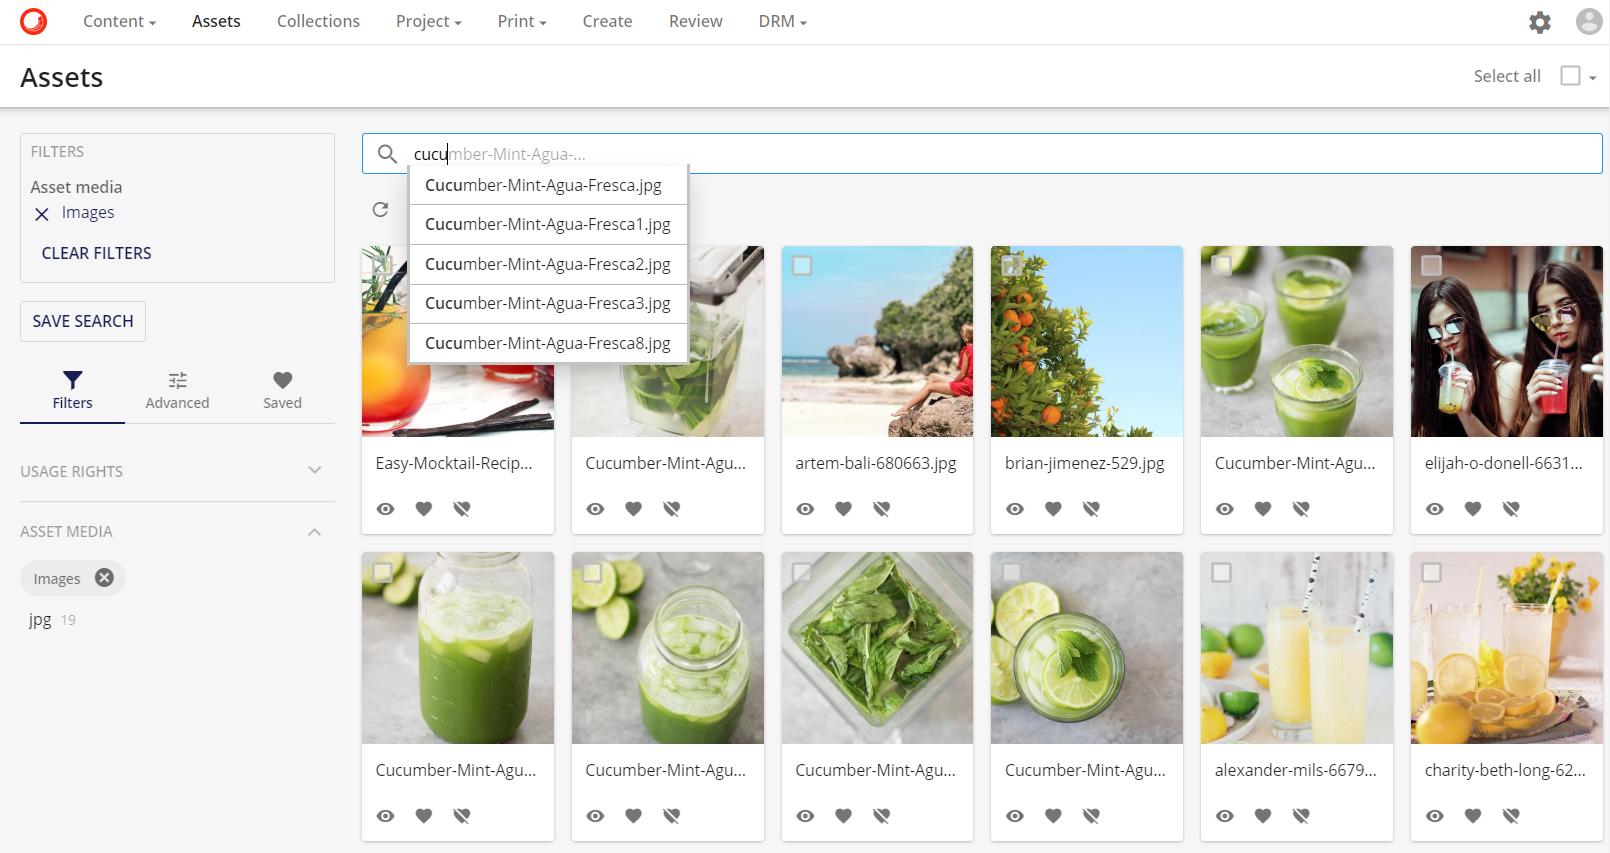 Content Assets Collections Project Print Create Review DRM
Assets
Select all
FILTERS
Asset media
Images
CLEAR FILTERS
SAVE SEARCH
Filters Advanced Saved
USAGE RIGHTS
ASSET MEDIA
Images
jpg 19
cucumber-Mint-Agua-...
Cucumber-Mint-Agua-Fresca.jpg
Cucumber-Mint-Agua-Fresca1.jpg
Cucumber-Mint-Agua-Fresca2.jpg
Cucumber-Mint-Agua-Fresca3.jpg
Cucumber-Mint-Agua-Fresca8.jpg
Easy-Mocktail-Recip... Cucumber-Mint-Agu... artem-bali-680663.jpg brian-jimenez-529.jpg Cucumber-Mint-Agu... elijah-o-donell-6631...
Cucumber-Mint-Agu... Cucumber-Mint-Agu... Cucumber-Mint-Agu... Cucumber-Mint-Agu... alexander-mils-6679... charity-beth-long-62...